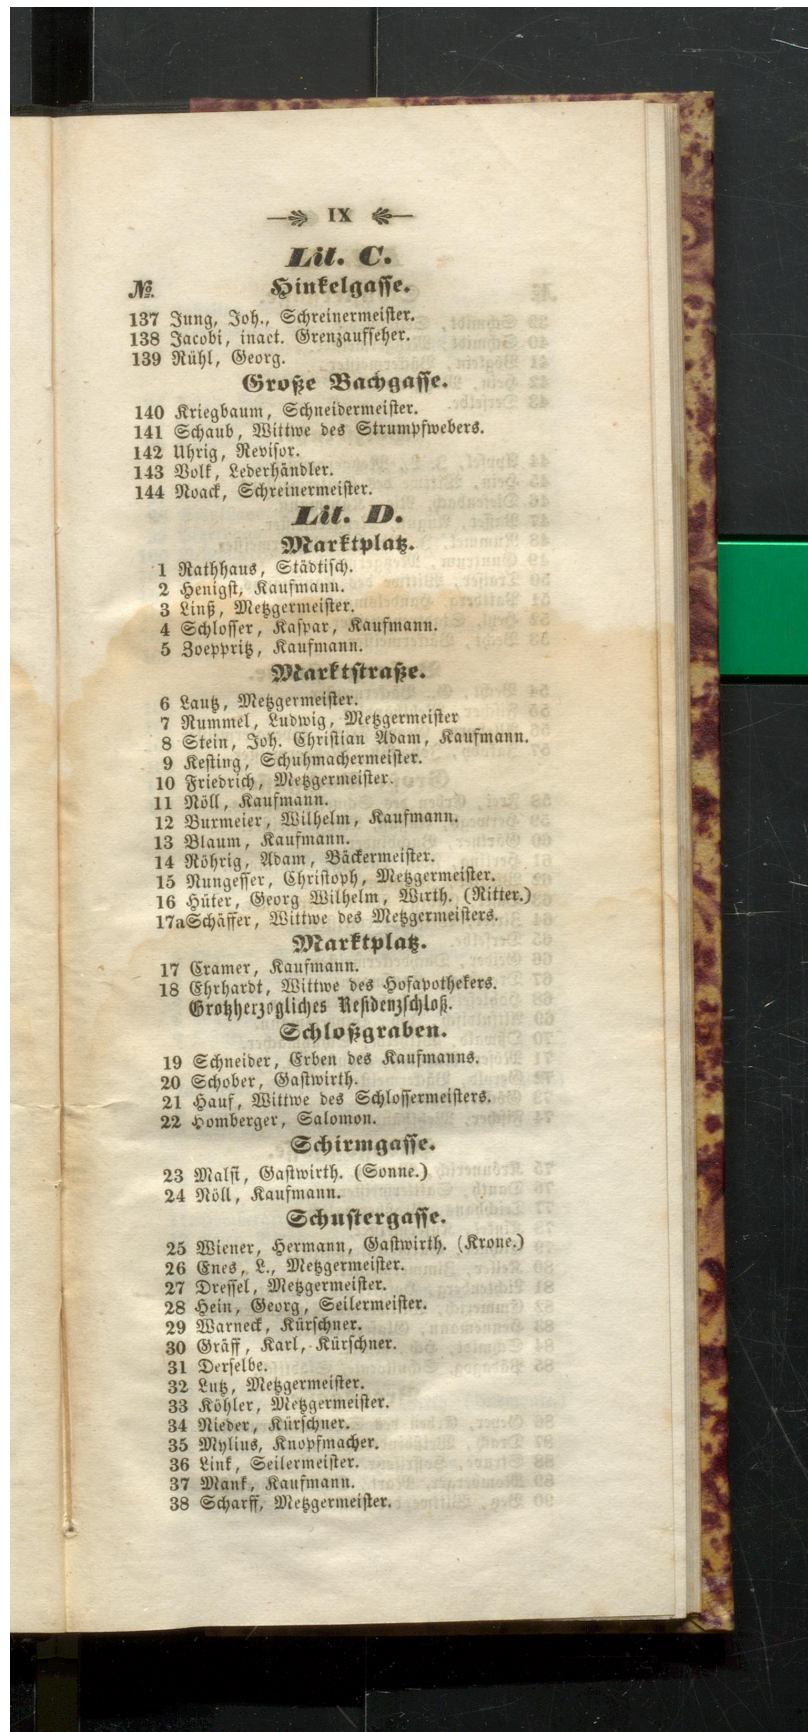 IX
Lit. C.
№. Hinkelgasse.
137 Jung, Joh., Schreinermeister.
138 Jacobi, inact. Grenzaufseher.
139 Rühl, Georg.
Große Bachgasse.
140 Kriegbaum, Schneidermeister.
141 Schaub, Wittwe des Strumpfwebers.
142 Uhrig, Revisor.
143 Volk, Lederhändler.
144 Noack, Schreinermeister.
Lit. D.
Marktplatz.
1 Rathhaus, Städtisch.
2 Henigst, Kaufmann.
3 Linß, Metzgermeister.
4 Schlosser, Kaspar, Kaufmann.
5 Zoeppritz, Kaufmann.
Marktstraße.
6 Lautz, Metzgermeister.
7 Rummel, Ludwig, Metzgermeister
8 Stein, Joh. Christian Adam, Kaufmann.
9 Kesting, Schuhmachermeister.
10 Friedrich, Metzgermeister.
11 Nöll, Kaufmann.
12 Burmeier, Wilhelm, Kaufmann.
13 Blaum, Kaufmann.
14 Röhrig, Adam, Bäckermeister.
15 Nungesser, Christoph, Metzgermeister.
16 Hüter, Georg Wilhelm, Wirth. (Ritter.)
17a Schäffer, Wittwe des Metzgermeisters.
Marktplatz.
17 Cramer, Kaufmann.
18 Ehrhardt, Wittwe des Hofapothekers.
Großherzogliches Residenzschloß.
Schloßgraben.
19 Schneider, Erben des Kaufmanns.
20 Schober, Gastwirth.
21 Hauf, Wittwe des Schlossermeisters.
22 Homberger, Salomon.
Schirmgasse.
23 Malsi, Gastwirth. (Sonne.)
24 Nöll, Kaufmann.
Schustergasse.
25 Wiener, Hermann, Gastwirth. (Krone.)
26 Enes, L., Metzgermeister.
27 Dressel, Metzgermeister.
28 Hein, Georg, Seilermeister.
29 Warneck, Kürschner.
30 Gräff, Karl, Kürschner.
31 Derselbe.
32 Lutz, Metzgermeister.
33 Köhler, Metzgermeister.
34 Nieder, Kürschner.
35 Mylius, Knopfmacher.
36 Link, Seilermeister.
37 Mank, Kaufmann.
38 Scharff, Metzgermeister.